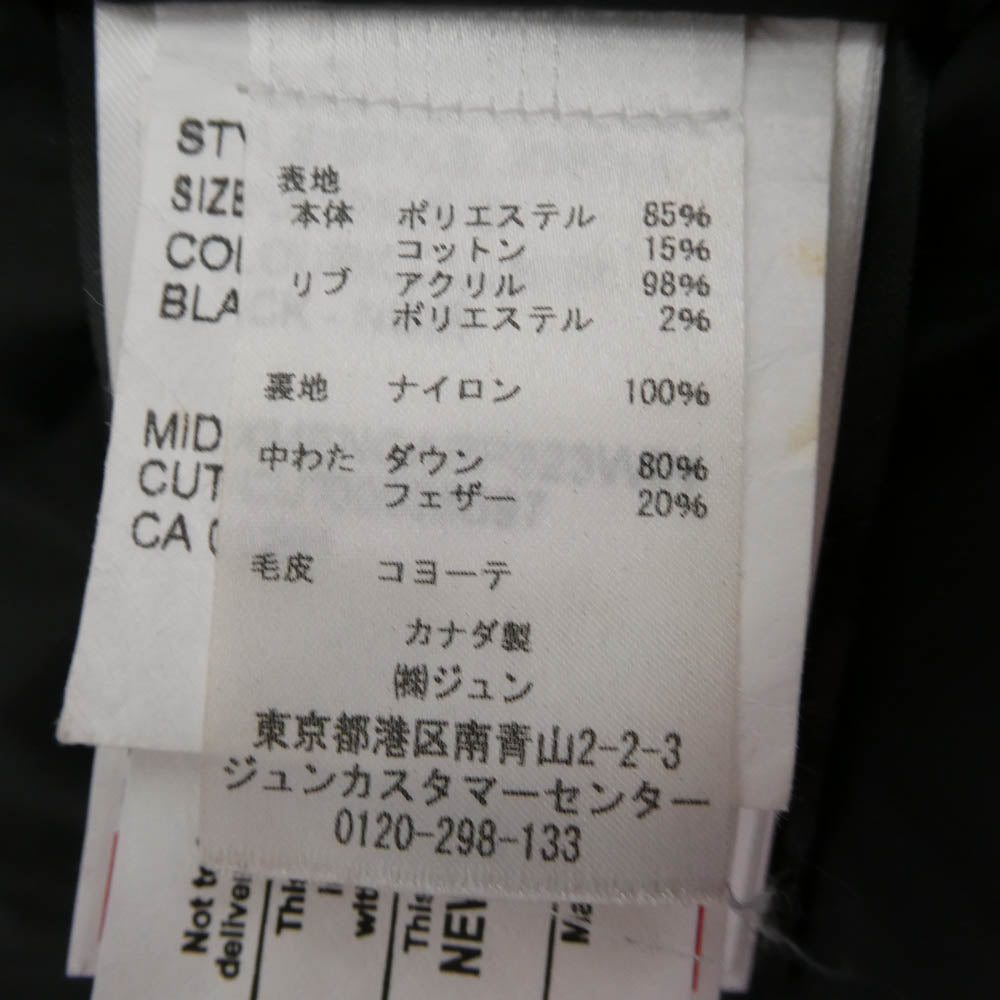 表地
本体 ポリエステル 85%
コットン 15%
リブ アクリル 98%
ポリエステル 2%
裏地 ナイロン 100%
中わた ダウン 80%
フェザー 20%
毛皮 コヨーテ
カナダ製
㈱ジュン
東京都港区南青山2-2-3
ジュンカスタマーセンター
0120-298-133
STY
SIZE
COL
BLA
MID
CUT
CA
Not tr
deliver
This
with
This
NEW
Ma